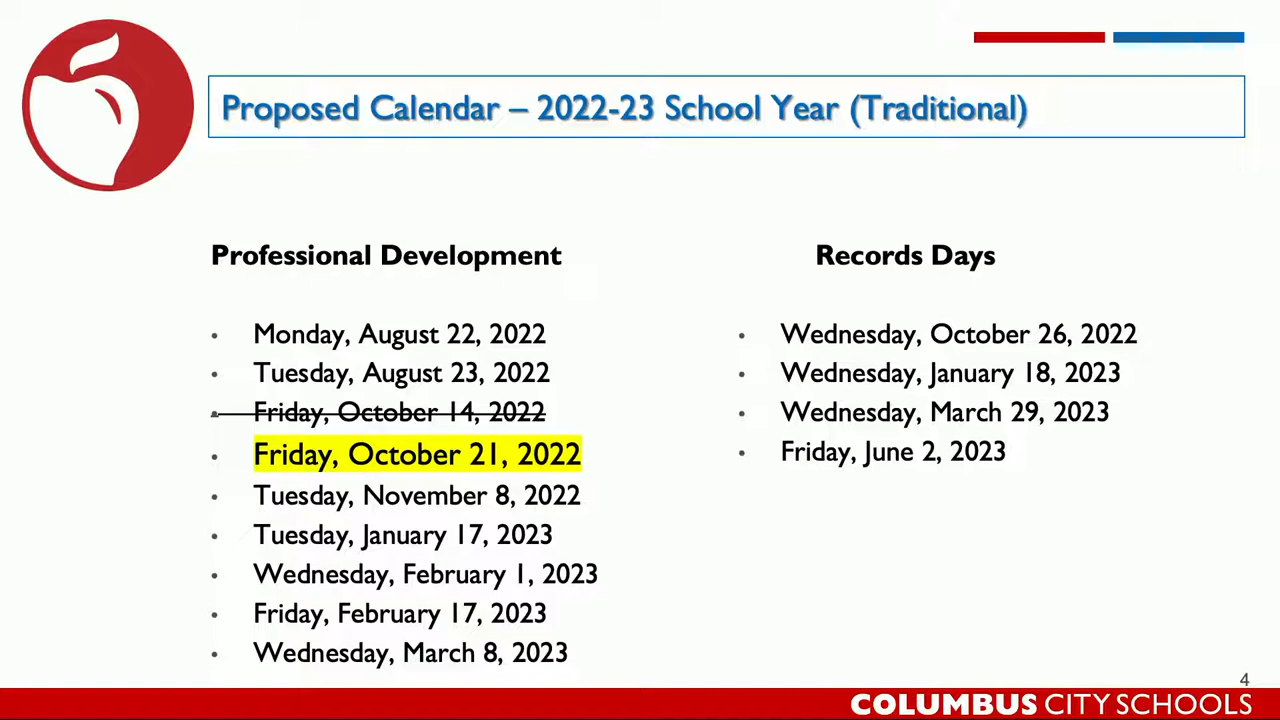 Proposed Calendar – 2022-23 School Year (Traditional)
Professional Development
• Monday, August 22, 2022
• Tuesday, August 23, 2022
• Friday, October 14, 2022
• Friday, October 21, 2022
• Tuesday, November 8, 2022
• Tuesday, January 17, 2023
• Wednesday, February 1, 2023
• Friday, February 17, 2023
• Wednesday, March 8, 2023
Records Days
• Wednesday, October 26, 2022
• Wednesday, January 18, 2023
• Wednesday, March 29, 2023
• Friday, June 2, 2023
4
COLUMBUS CITY SCHOOLS